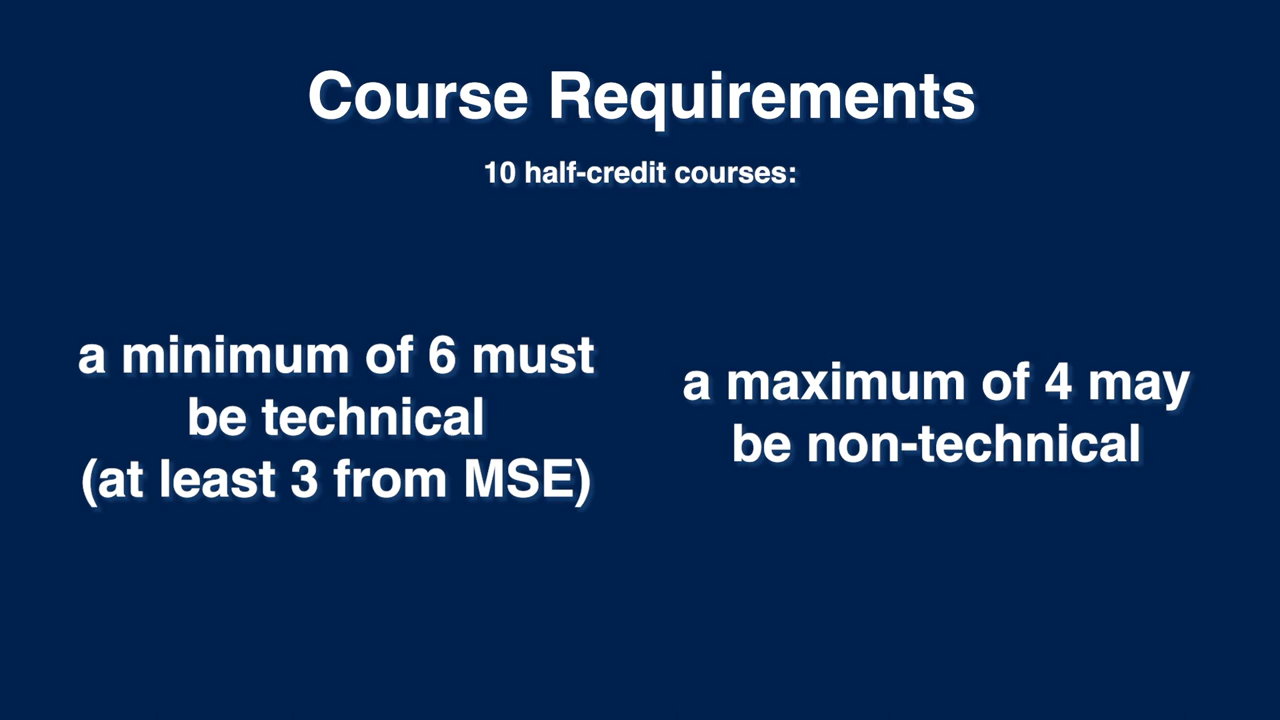 Course Requirements
10 half-credit courses:
a minimum of 6 must
be technical
(at least 3 from MSE)
a maximum of 4 may
be non-technical